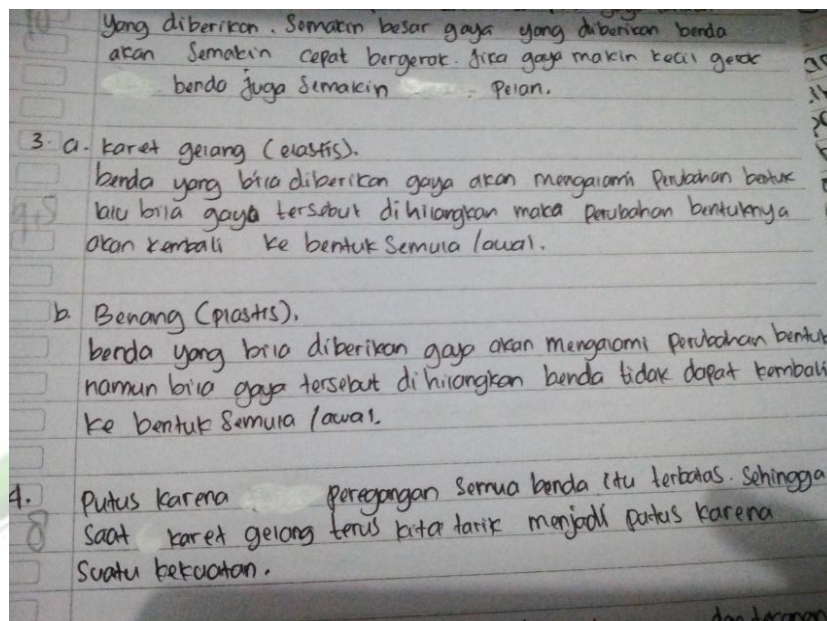 10
yang diberikan. Semakin besar gaya yang diberikan benda
akan Semakin cepat bergerak. Jika gaya makin kecil gerak
benda juga Semakin pelan.
3. a. karet gelang (elastis).
benda yang bila diberikan gaya akan mengalami Perubahan bentuk
9,5 lalu bila gaya tersebut dihilangkan maka perubahan bentuknya
akan kembali ke bentuk Semula /awal.
b. Benang (plastis).
benda yang bila diberikan gaya akan mengalami perubahan bentuk
namun bila gaya tersebut dihilangkan benda tidak dapat kembali
ke bentuk Semula /awal.
4. Putus karena peregangan semua benda itu terbatas. Sehingga
8 Saat karet gelang terus kita tarik menjadi putus karena
Suatu kekuatan.